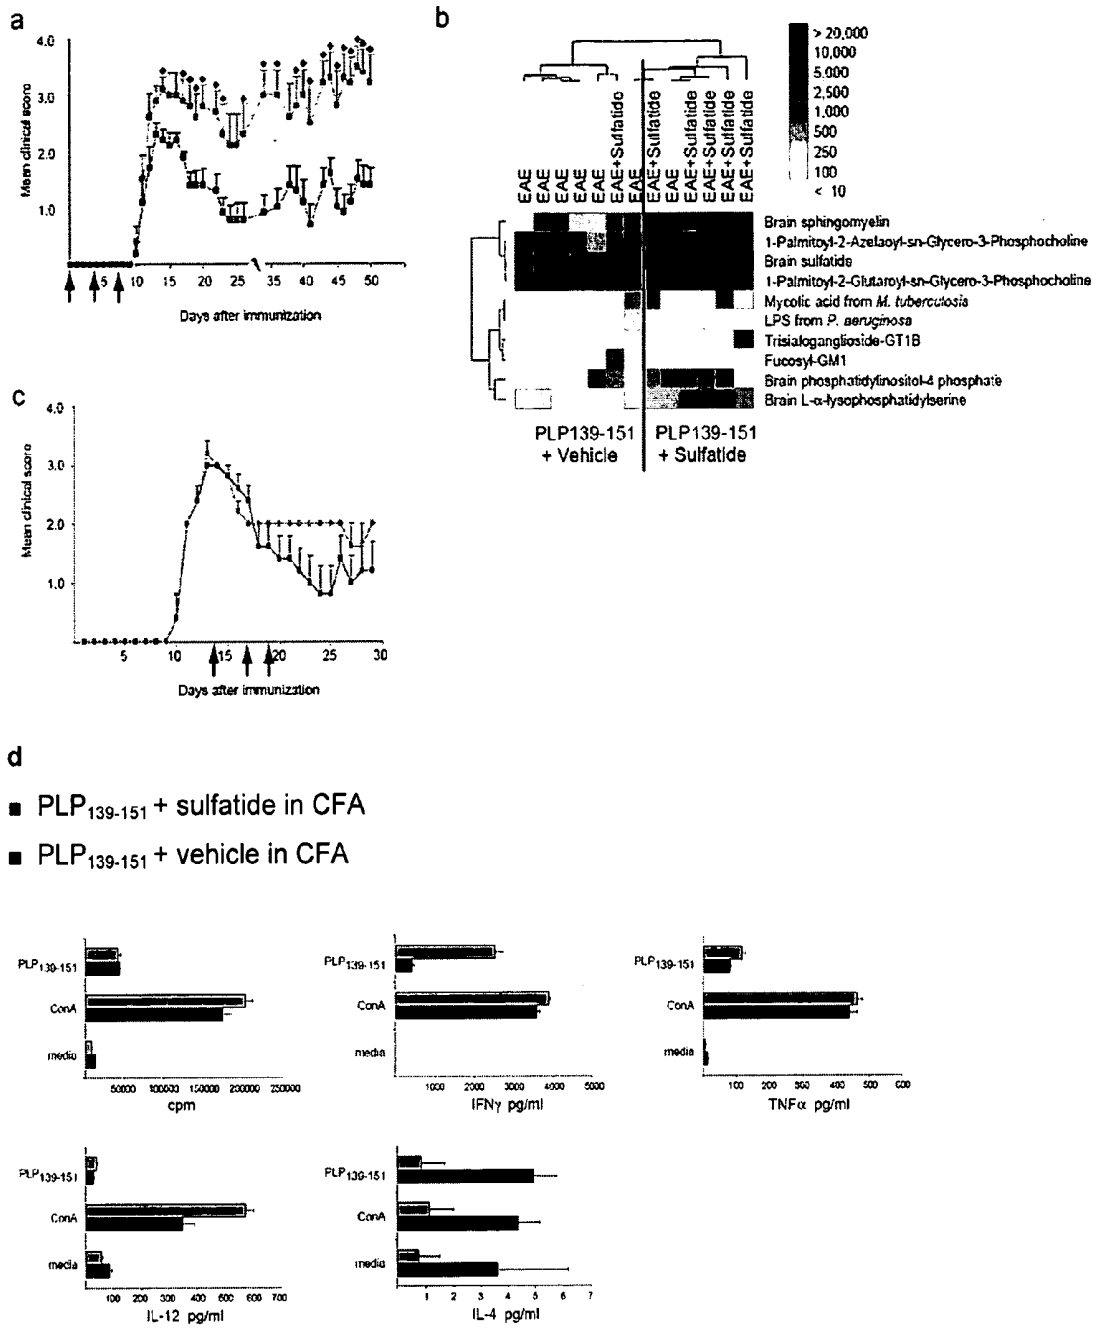 a
4.0
3.0
2.0
1.0
Mean clinical score
5 10 15 20 25 35 45 50
Days after immunization
b
> 20,000
10,000
5,000
2,500
1,000
500
250
100
< 10
EAE
EAE
EAE
EAE
EAE
EAE+Sulfatide
EAE
EAE+Sulfatide
EAE
EAE+Sulfatide
EAE+Sulfatide
EAE+Sulfatide
EAE+Sulfatide
Brain sphingomyelin
1-Palmitoyl-2-Azelaoyl-sn-Glycero-3-Phosphocholine
Brain sulfatide
1-Palmitoyl-2-Glutaroyl-sn-Glycero-3-Phosphocholine
Mycolic acid from M. tuberculosis
LPS from P. aeruginosa
Trisialoganglioside-GT1B
Fucosyl-GM1
Brain phosphatidylinositol-4 phosphate
Brain L-α-lysophosphatidylserine
PLP139-151 + Vehicle
PLP139-151 + Sulfatide
c
4.0
3.0
2.0
1.0
Mean clinical score
5 10 15 20 25 30
Days after immunization
d
■ PLP139-151 + sulfatide in CFA
■ PLP139-151 + vehicle in CFA
PLP139-151
ConA
media
50000 100000 150000 200000 250000
cpm
PLP139-151
ConA
media
1000 2000 3000 4000 5000
IFNγ pg/ml
PLP139-151
ConA
media
100 200 300 400 500 600
TNFα pg/ml
PLP139-151
ConA
media
100 200 300 400 500 600 700
IL-12 pg/ml
PLP139-151
ConA
media
1 2 3 4 5 6 7
IL-4 pg/ml